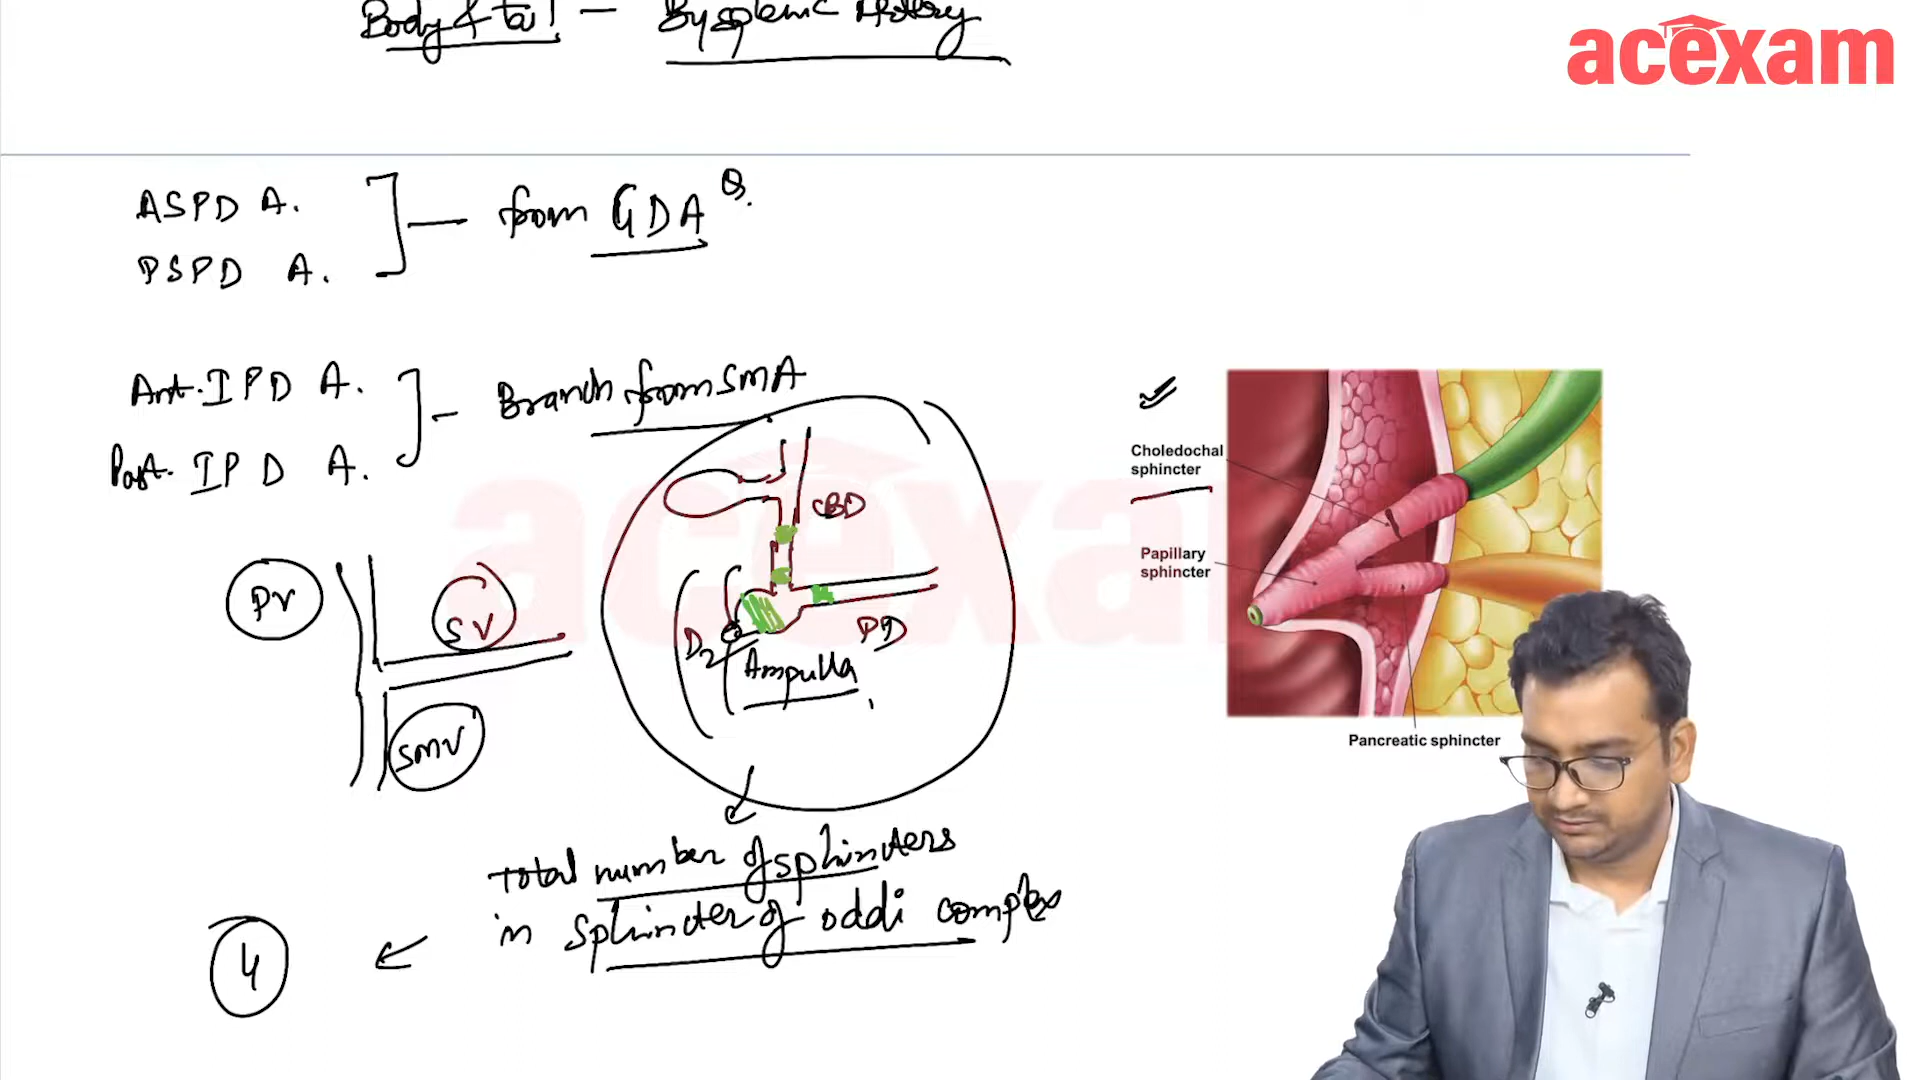 Body & tail — By splenic Artery
acexam
ASPD A.
PSPD A.
from GDA Q.
Ant. IPD A.
Post. IPD A.
Branch from SMA
PV
SV
SMV
CBD
PD
D2
Ampulla
Choledochal
sphincter
Papillary
sphincter
Pancreatic sphincter
acexam
Total number of sphincters
in sphincter of oddi complex
4